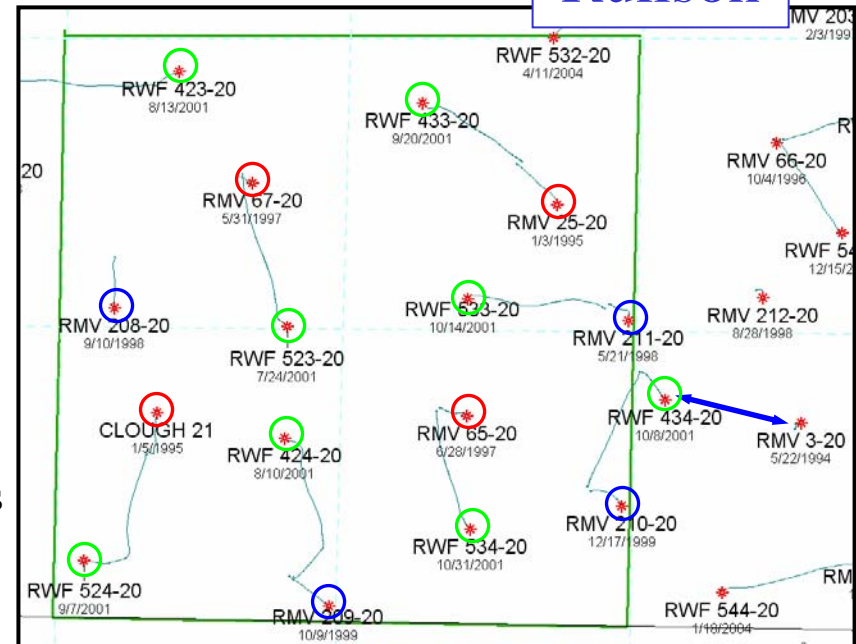 Rulison
RMV 203
2/3/199
RWF 532-20
4/11/2004
RWF 423-20
8/13/2001
RWF 433-20
9/20/2001
RMV 66-20
10/4/1996
20
RMV 67-20
5/31/1997
RMV 25-20
1/3/1995
RWF 54
12/15/2
RWF 533-20
10/14/2001
RMV 212-20
8/28/1998
RMV 208-20
9/10/1998
RMV 211-20
5/21/1998
RWF 523-20
7/24/2001
RWF 434-20
10/8/2001
CLOUGH 21
1/5/1995
RMV 65-20
6/28/1997
RMV 3-20
5/22/1994
RWF 424-20
8/10/2001
s
RMV 210-20
12/17/1999
RWF 534-20
10/31/2001
RM
RWF 524-20
9/7/2001
RMV 209-20
10/9/1999
RWF 544-20
1/18/2004